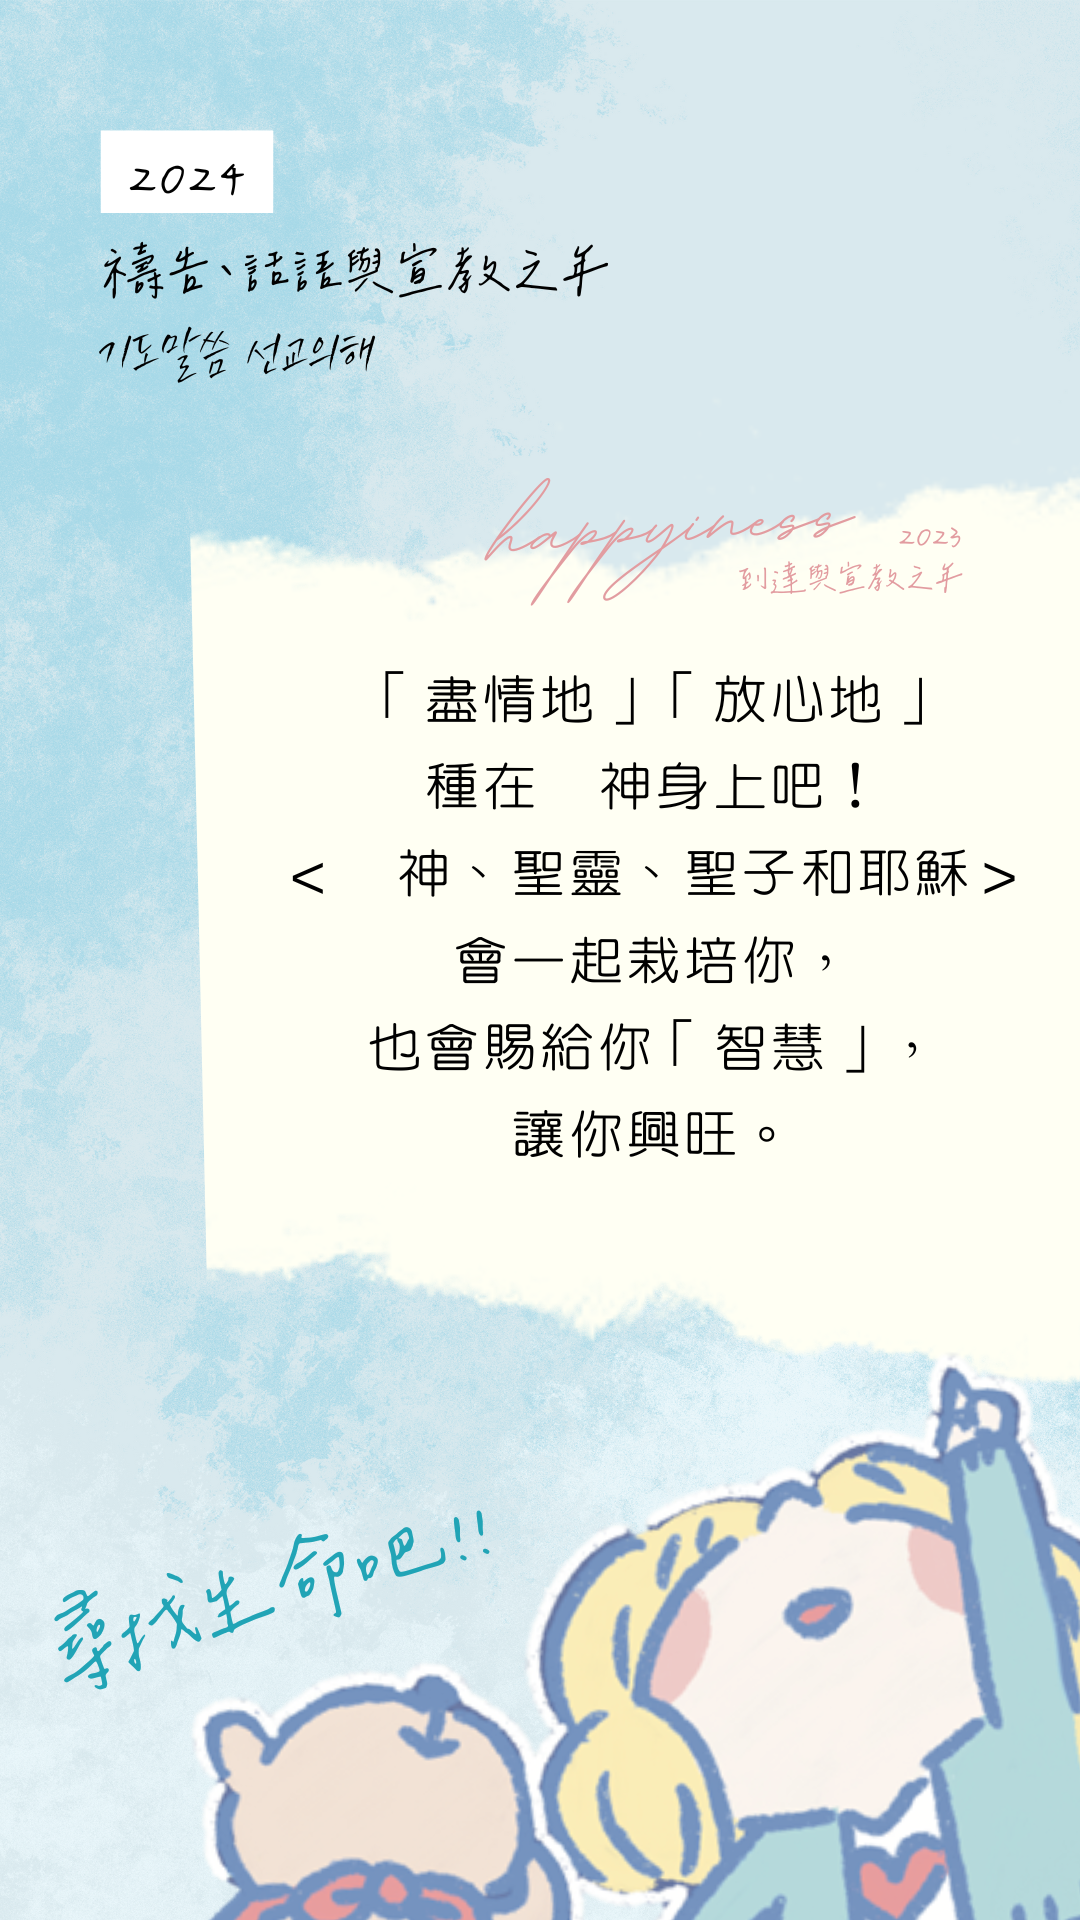 2024
禱告、話語與宣教之年
기도말씀 선교의해
happyiness
2023
到達與宣教之年
「盡情地」「放心地」
種在　神身上吧！
<　神、聖靈、聖子和耶穌>
會一起栽培你，
也會賜給你「智慧」，
讓你興旺。
尋找生命吧!!